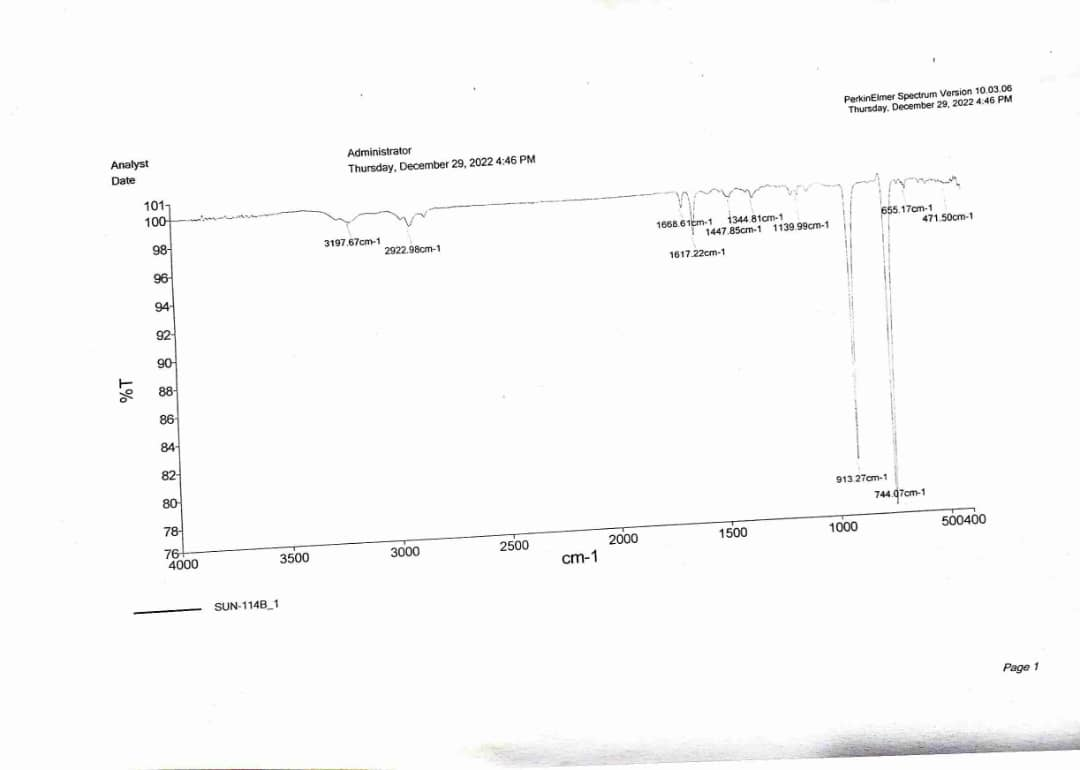 PerkinElmer Spectrum Version 10.03.06
Thursday, December 29, 2022 4:46 PM
Analyst
Administrator
Date
Thursday, December 29, 2022 4:46 PM
101
100
98
96
94
92
90
88
86
84
82
80
78
76
%T
3197.67cm-1
2922.98cm-1
1668.61cm-1
1617.22cm-1
1447.85cm-1
1344.81cm-1
1139.99cm-1
913.27cm-1
744.07cm-1
655.17cm-1
471.50cm-1
4000
3500
3000
2500
2000
1500
1000
500400
cm-1
SUN-114B_1
Page 1